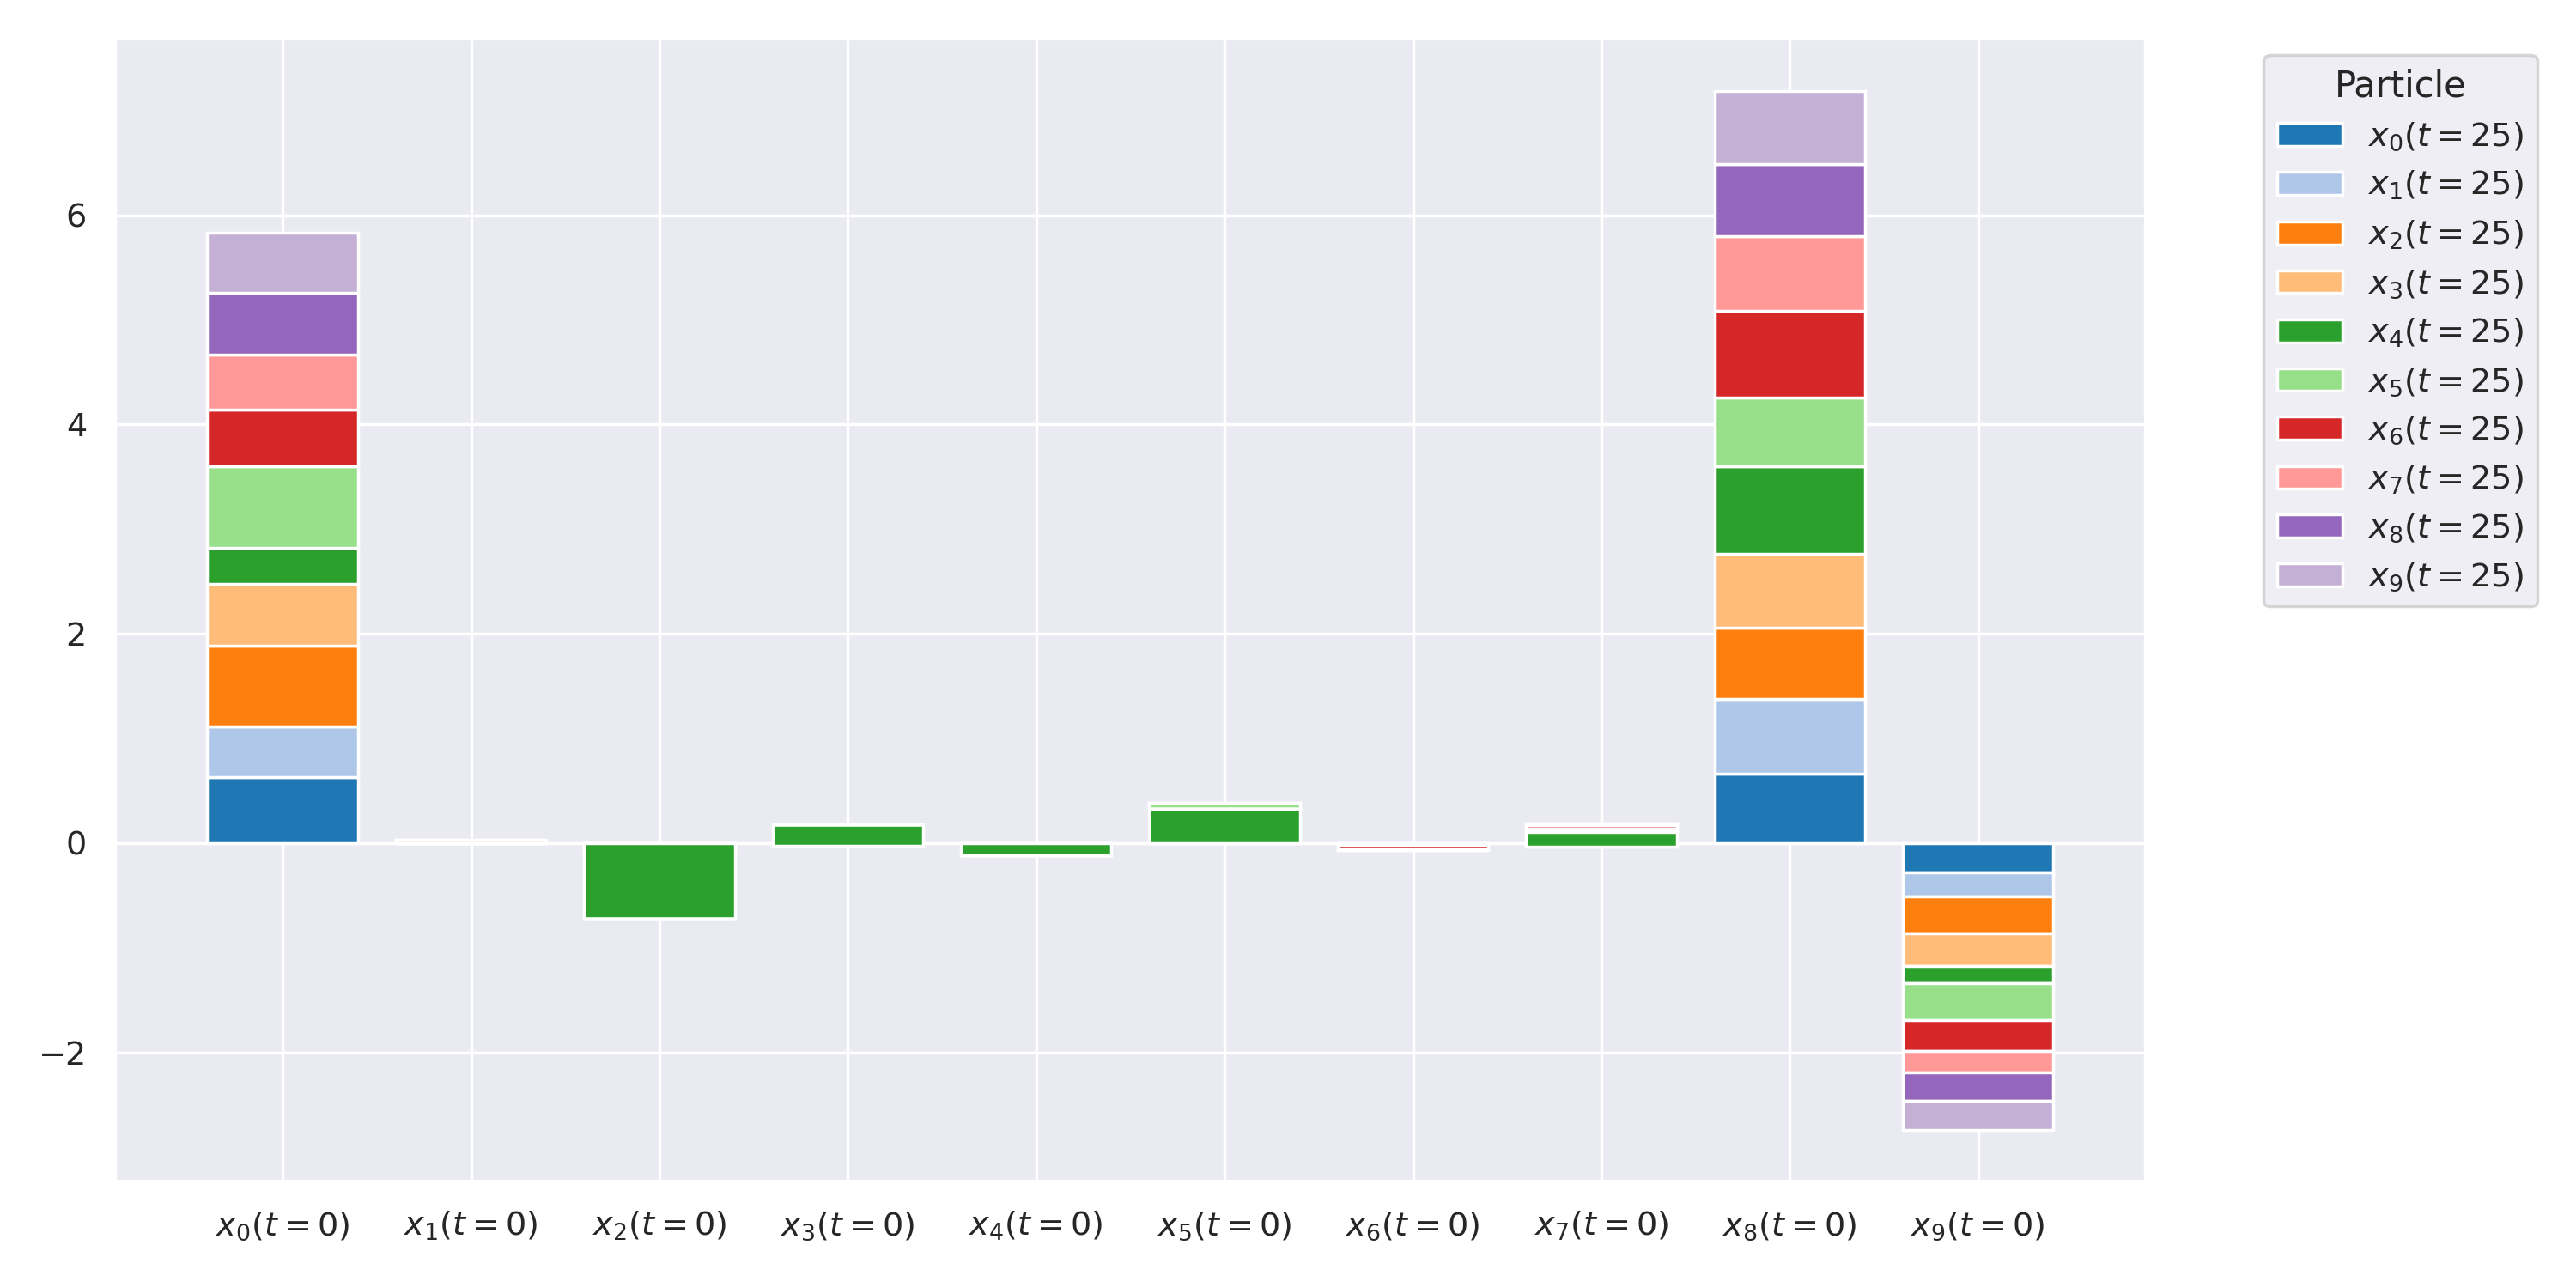 6
4
2
0
−2
x₀(t = 0) x₁(t = 0) x₂(t = 0) x₃(t = 0) x₄(t = 0) x₅(t = 0) x₆(t = 0) x₇(t = 0) x₈(t = 0) x₉(t = 0)
Particle
x₀(t = 25)
x₁(t = 25)
x₂(t = 25)
x₃(t = 25)
x₄(t = 25)
x₅(t = 25)
x₆(t = 25)
x₇(t = 25)
x₈(t = 25)
x₉(t = 25)